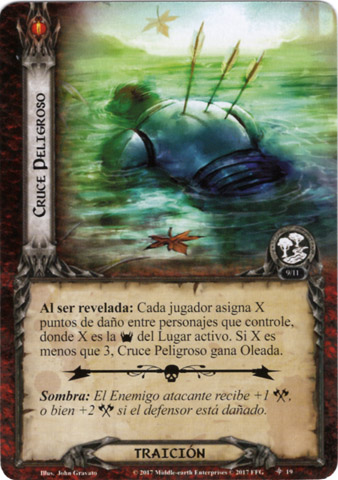 CRUCE PELIGROSO
9/11
Al ser revelada: Cada jugador asigna X
puntos de daño entre personajes que controle,
donde X es la del Lugar activo. Si X es
menos que 3, Cruce Peligroso gana Oleada.
Sombra: El Enemigo atacante recibe +1 ,
o bien +2 si el defensor está dañado.
TRAICIÓN
Illus. John Gravato
© 2017 Middle-earth Enterprises © 2017 FFG
19